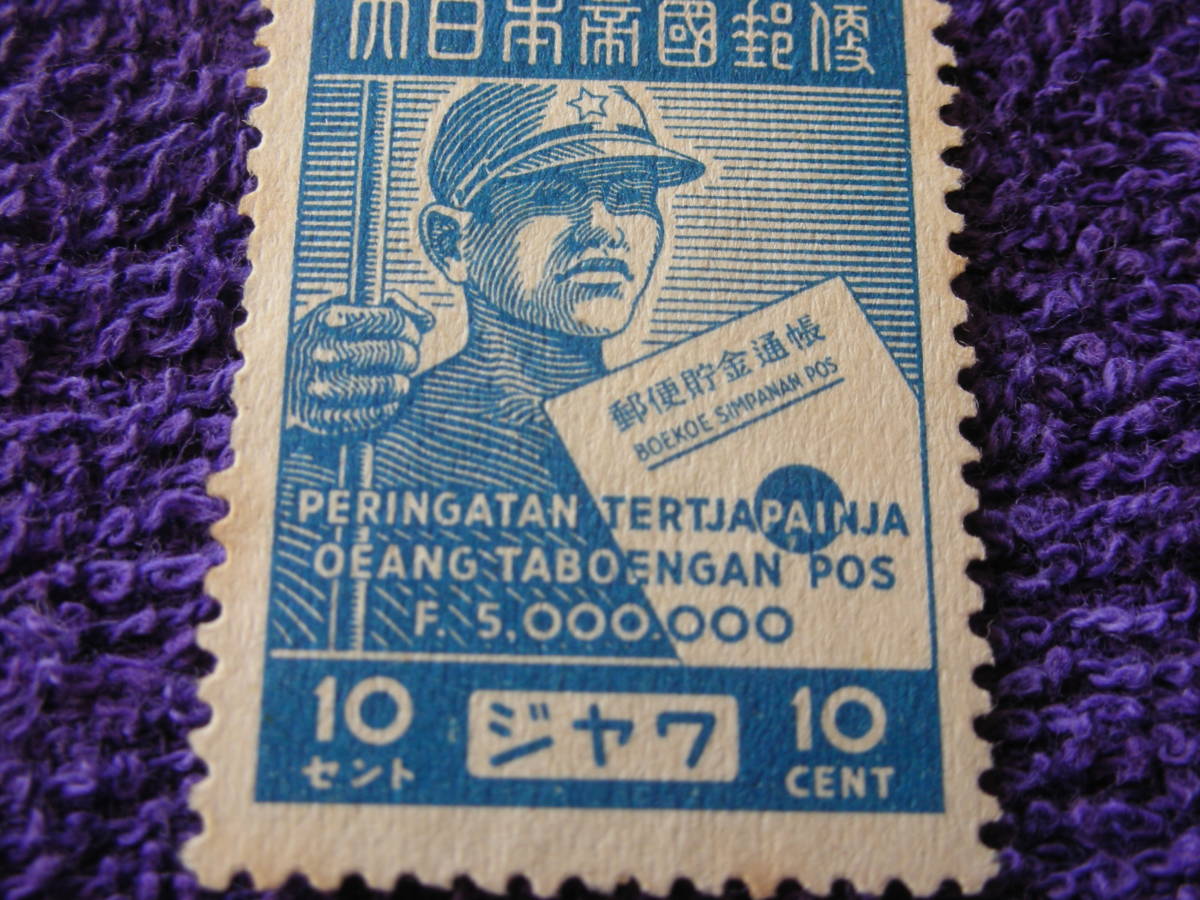 大日本帝國郵便
郵便貯金通帳
BOEKOE SIMPANAN POS
PERINGATAN TERTJAPAINJA
OEANG TABOENGAN POS
F. 5,000.000
10 ジャワ 10
セント CENT